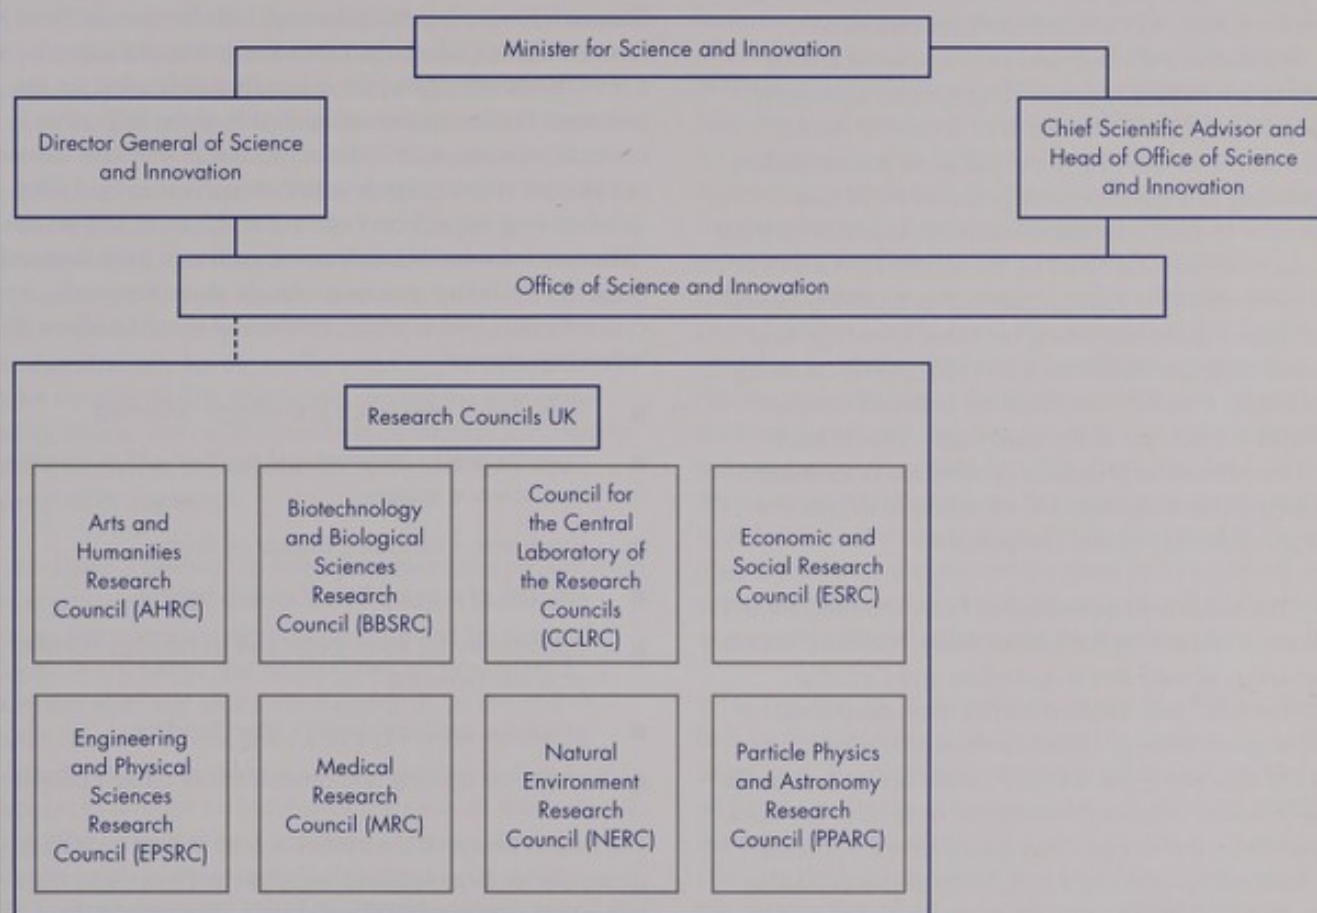 Minister for Science and Innovation
Director General of Science
and Innovation
Chief Scientific Advisor and
Head of Office of Science
and Innovation
Office of Science and Innovation
Research Councils UK
Arts and
Humanities
Research
Council (AHRC)
Biotechnology
and Biological
Sciences
Research
Council (BBSRC)
Council for
the Central
Laboratory of
the Research
Councils
(CCLRC)
Economic and
Social Research
Council (ESRC)
Engineering
and Physical
Sciences
Research
Council (EPSRC)
Medical
Research
Council (MRC)
Natural
Environment
Research
Council (NERC)
Particle Physics
and Astronomy
Research
Council (PPARC)